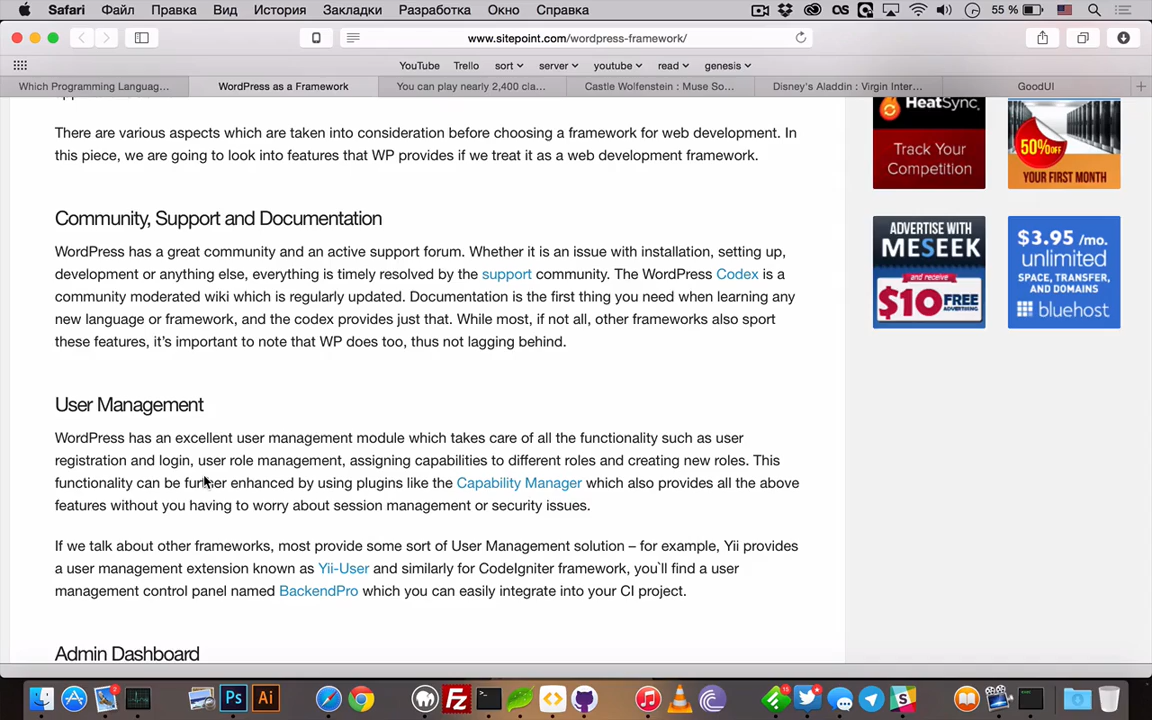 Safari Файл Правка Вид История Закладки Разработка Окно Справка 55 %
www.sitepoint.com/wordpress-framework/
YouTube Trello sort server youtube read genesis
Which Programming Languag... WordPress as a Framework You can play nearly 2,400 cla... Castle Wolfenstein : Muse So... Disney's Aladdin : Virgin Inter... GoodUI
There are various aspects which are taken into consideration before choosing a framework for web development. In
this piece, we are going to look into features that WP provides if we treat it as a web development framework.
Community, Support and Documentation
WordPress has a great community and an active support forum. Whether it is an issue with installation, setting up,
development or anything else, everything is timely resolved by the support community. The WordPress Codex is a
community moderated wiki which is regularly updated. Documentation is the first thing you need when learning any
new language or framework, and the codex provides just that. While most, if not all, other frameworks also sport
these features, it's important to note that WP does too, thus not lagging behind.
User Management
WordPress has an excellent user management module which takes care of all the functionality such as user
registration and login, user role management, assigning capabilities to different roles and creating new roles. This
functionality can be further enhanced by using plugins like the Capability Manager which also provides all the above
features without you having to worry about session management or security issues.
If we talk about other frameworks, most provide some sort of User Management solution – for example, Yii provides
a user management extension known as Yii-User and similarly for CodeIgniter framework, you`ll find a user
management control panel named BackendPro which you can easily integrate into your CI project.
Admin Dashboard
HeatSync
Track Your
Competition
50%OFF
YOUR FIRST MONTH
ADVERTISE WITH
MESEEK
and receive
$10 FREE
ADVERTISING
$3.95 /mo.
unlimited
SPACE, TRANSFER,
AND DOMAINS
bluehost
Ps Ai Fz